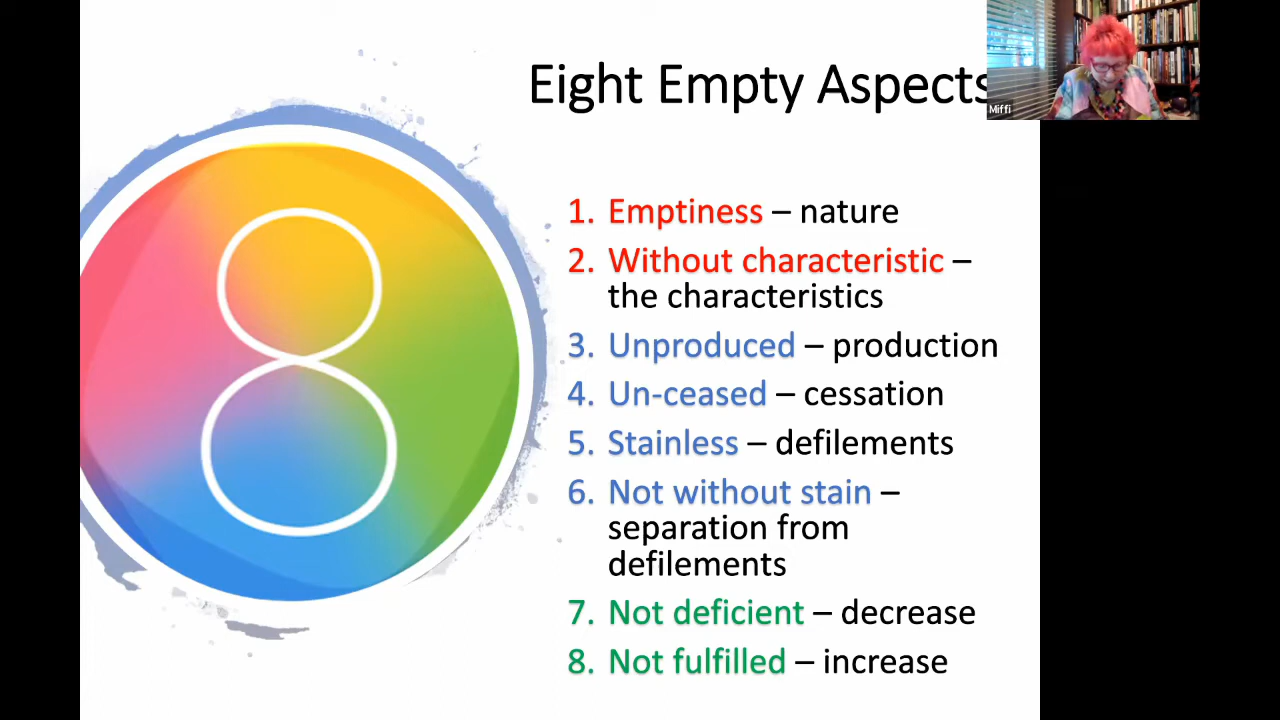 Eight Empty Aspects
Miffi
8
1. Emptiness – nature
2. Without characteristic –
the characteristics
3. Unproduced – production
4. Un-ceased – cessation
5. Stainless – defilements
6. Not without stain –
separation from
defilements
7. Not deficient – decrease
8. Not fulfilled – increase